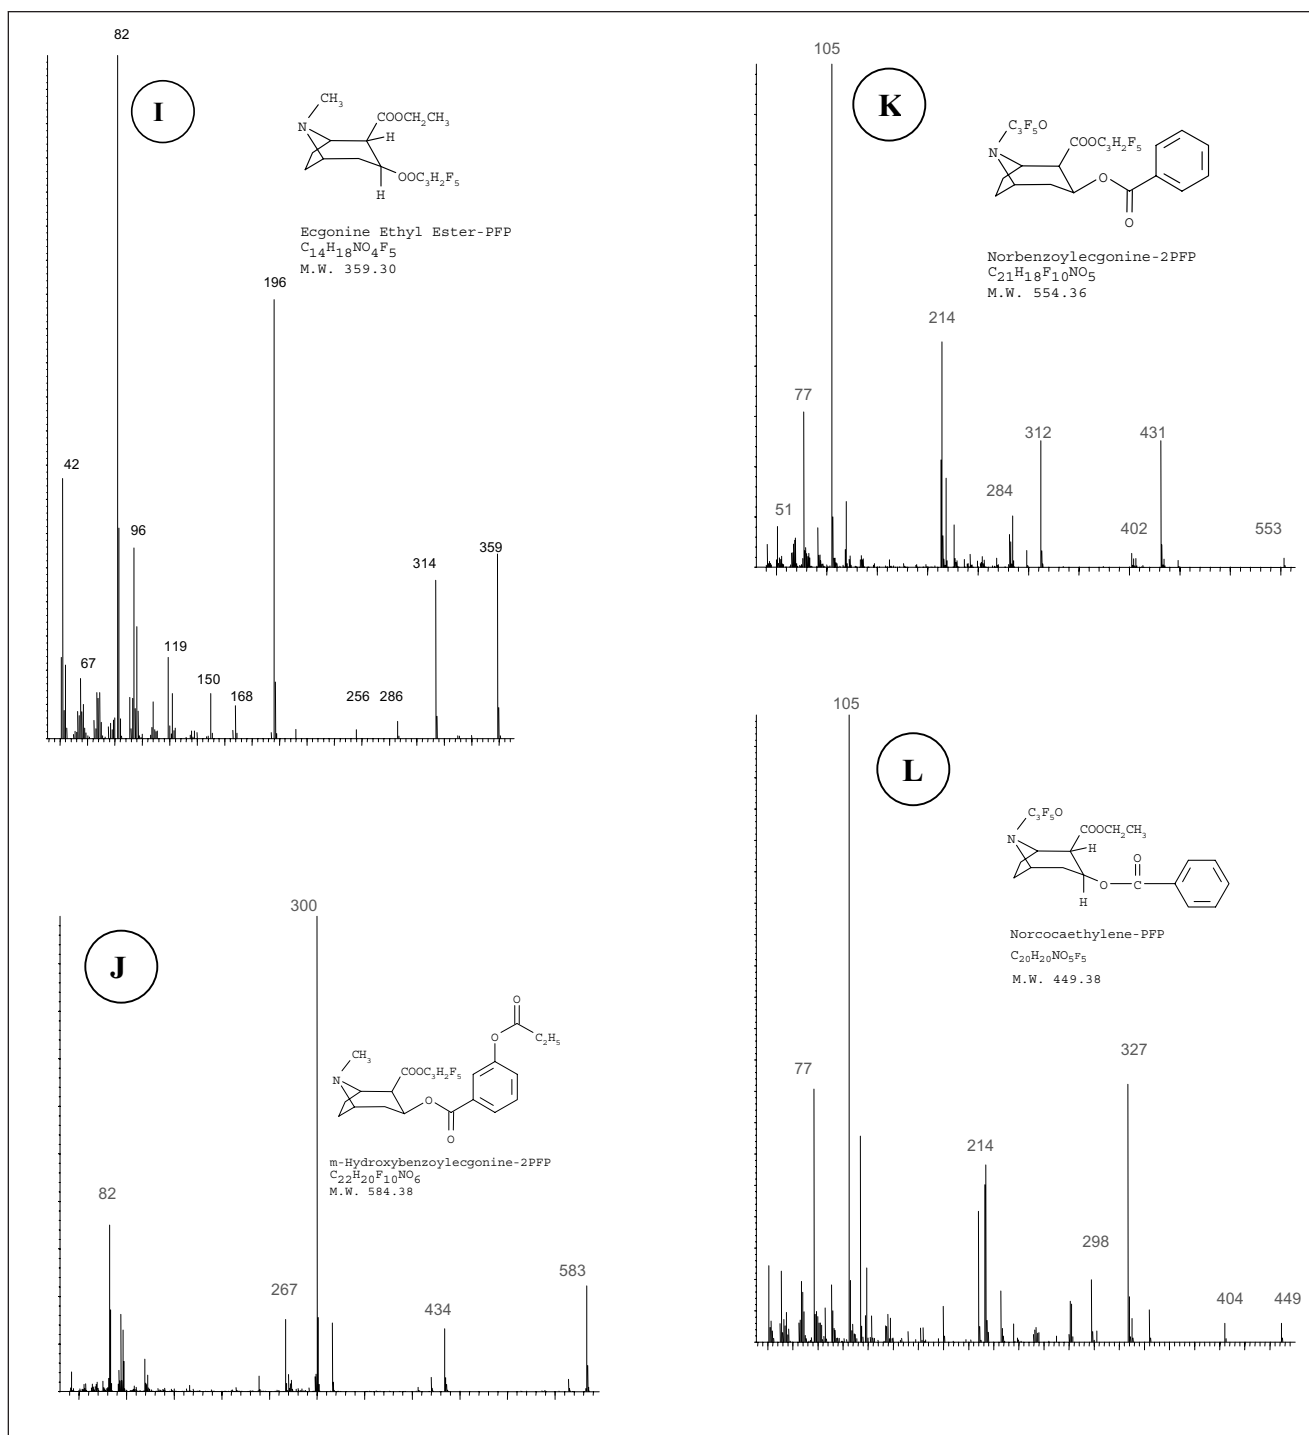 I
82
196
42
96
67
119
150
168
256
286
314
359
CH3
N
COOCH2CH3
H
OOC3H2F5
H
Ecgonine Ethyl Ester-PFP
C14H18NO4F5
M.W. 359.30
K
105
214
77
51
284
312
402
431
553
C3F5O
N
COOC3H2F5
O
O
Norbenzoylecgonine-2PFP
C21H18F10NO5
M.W. 554.36
J
300
82
267
434
583
O
O
C2H5
CH3
N
COOC3H2F5
O
O
m-Hydroxybenzoylecgonine-2PFP
C22H20F10NO6
M.W. 584.38
L
105
77
214
327
298
404
449
C3F5O
N
COOCH2CH3
H
O
O
C
H
Norcocaethylene-PFP
C20H20NO5F5
M.W. 449.38